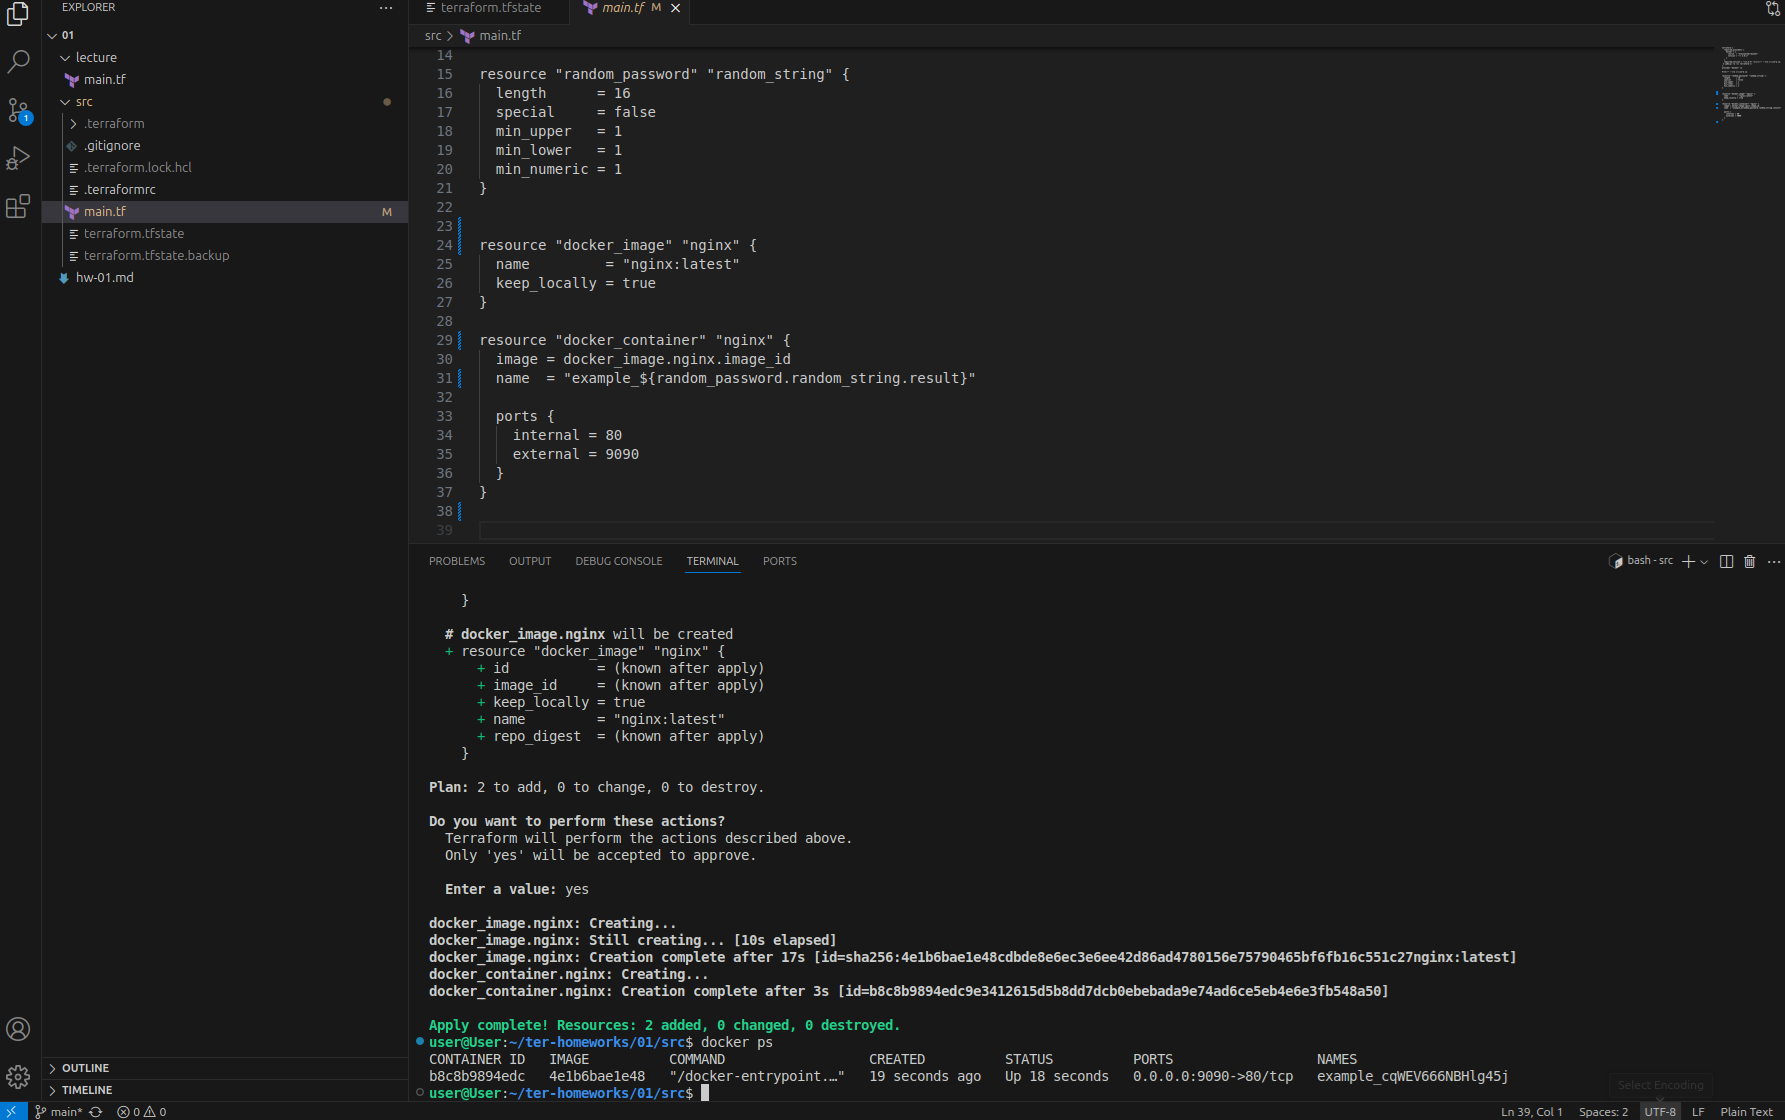 EXPLORER
01
lecture
main.tf
src
.terraform
.gitignore
.terraform.lock.hcl
.terraformrc
main.tf M
terraform.tfstate
terraform.tfstate.backup
hw-01.md
OUTLINE
TIMELINE
1
terraform.tfstate
main.tf M
src > main.tf
14
15 resource "random_password" "random_string" {
16   length      = 16
17   special     = false
18   min_upper   = 1
19   min_lower   = 1
20   min_numeric = 1
21 }
22
23
24 resource "docker_image" "nginx" {
25   name         = "nginx:latest"
26   keep_locally = true
27 }
28
29 resource "docker_container" "nginx" {
30   image = docker_image.nginx.image_id
31   name  = "example_${random_password.random_string.result}"
32
33   ports {
34     internal = 80
35     external = 9090
36   }
37 }
38
39
PROBLEMS OUTPUT DEBUG CONSOLE TERMINAL PORTS
bash - src
    }
  # docker_image.nginx will be created
  + resource "docker_image" "nginx" {
      + id           = (known after apply)
      + image_id     = (known after apply)
      + keep_locally = true
      + name         = "nginx:latest"
      + repo_digest  = (known after apply)
    }
Plan: 2 to add, 0 to change, 0 to destroy.
Do you want to perform these actions?
  Terraform will perform the actions described above.
  Only 'yes' will be accepted to approve.
  Enter a value: yes
docker_image.nginx: Creating...
docker_image.nginx: Still creating... [10s elapsed]
docker_image.nginx: Creation complete after 17s [id=sha256:4e1b6bae1e48cdbde8e6ec3e6ee42d86ad4780156e75790465bf6fb16c551c27nginx:latest]
docker_container.nginx: Creating...
docker_container.nginx: Creation complete after 3s [id=b8c8b9894edc9e3412615d5b8dd7dcb0ebebada9e74ad6ce5eb4e6e3fb548a50]
Apply complete! Resources: 2 added, 0 changed, 0 destroyed.
user@User:~/ter-homeworks/01/src$ docker ps
CONTAINER ID   IMAGE          COMMAND                  CREATED          STATUS          PORTS                  NAMES
b8c8b9894edc   4e1b6bae1e48   "/docker-entrypoint.…"   19 seconds ago   Up 18 seconds   0.0.0.0:9090->80/tcp   example_cqWEV666NBHlg45j
user@User:~/ter-homeworks/01/src$
Select Encoding
main* 0 0
Ln 39, Col 1 Spaces: 2 UTF-8 LF Plain Text